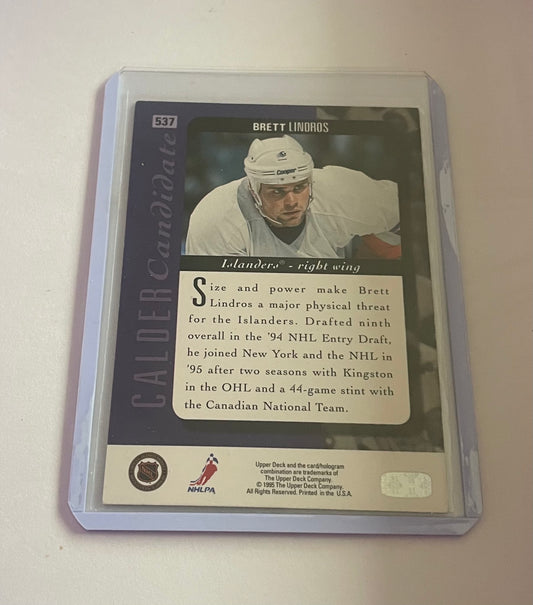 537
BRETT LINDROS
CALDER Candidate
Cooper
Islanders® - right wing
Size and power make Brett
Lindros a major physical threat
for the Islanders. Drafted ninth
overall in the '94 NHL Entry Draft,
he joined New York and the NHL in
'95 after two seasons with Kingston
in the OHL and a 44-game stint with
the Canadian National Team.
NHLPA
Upper Deck and the card/hologram
combination are trademarks of
The Upper Deck Company.
© 1995 The Upper Deck Company.
All Rights Reserved. Printed in the U.S.A.